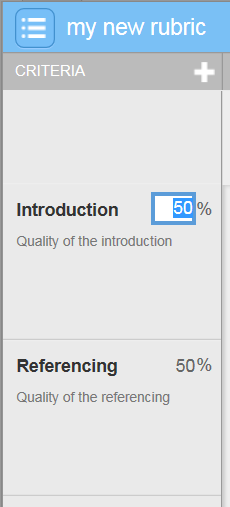 my new rubric
CRITERIA
Introduction 50 %
Quality of the introduction
Referencing 50%
Quality of the referencing